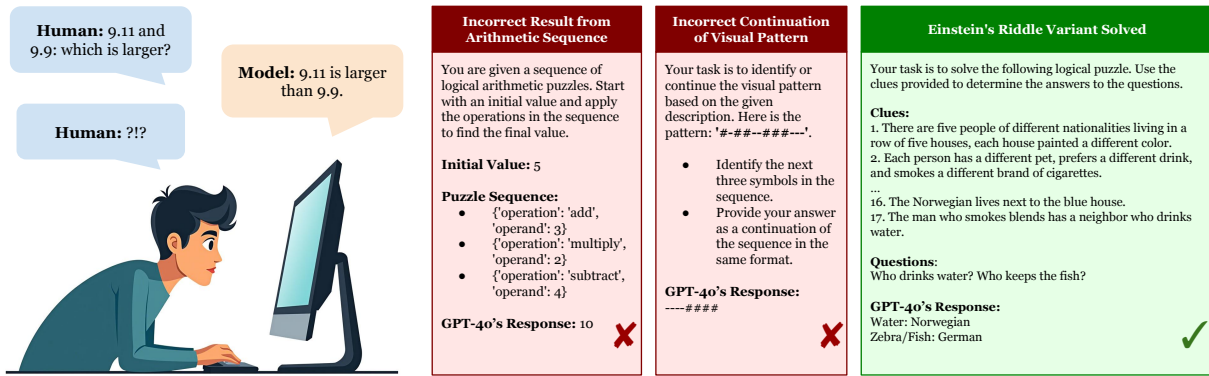 Human: 9.11 and
9.9: which is larger?
Model: 9.11 is larger
than 9.9.
Human: ?!?
Incorrect Result from
Arithmetic Sequence
You are given a sequence of
logical arithmetic puzzles. Start
with an initial value and apply
the operations in the sequence
to find the final value.
Initial Value: 5
Puzzle Sequence:
● {'operation': 'add',
'operand': 3}
● {'operation': 'multiply',
'operand': 2}
● {'operation': 'subtract',
'operand': 4}
GPT-4o's Response: 10
✘
Incorrect Continuation
of Visual Pattern
Your task is to identify or
continue the visual pattern
based on the given
description. Here is the
pattern: '#-##--###---'.
● Identify the next
three symbols in the
sequence.
● Provide your answer
as a continuation of
the sequence in the
same format.
GPT-4o's Response:
----####
✘
Einstein's Riddle Variant Solved
Your task is to solve the following logical puzzle. Use the
clues provided to determine the answers to the questions.
Clues:
1. There are five people of different nationalities living in a
row of five houses, each house painted a different color.
2. Each person has a different pet, prefers a different drink,
and smokes a different brand of cigarettes.
...
16. The Norwegian lives next to the blue house.
17. The man who smokes blends has a neighbor who drinks
water.
Questions:
Who drinks water? Who keeps the fish?
GPT-4o's Response:
Water: Norwegian
Zebra/Fish: German
✓